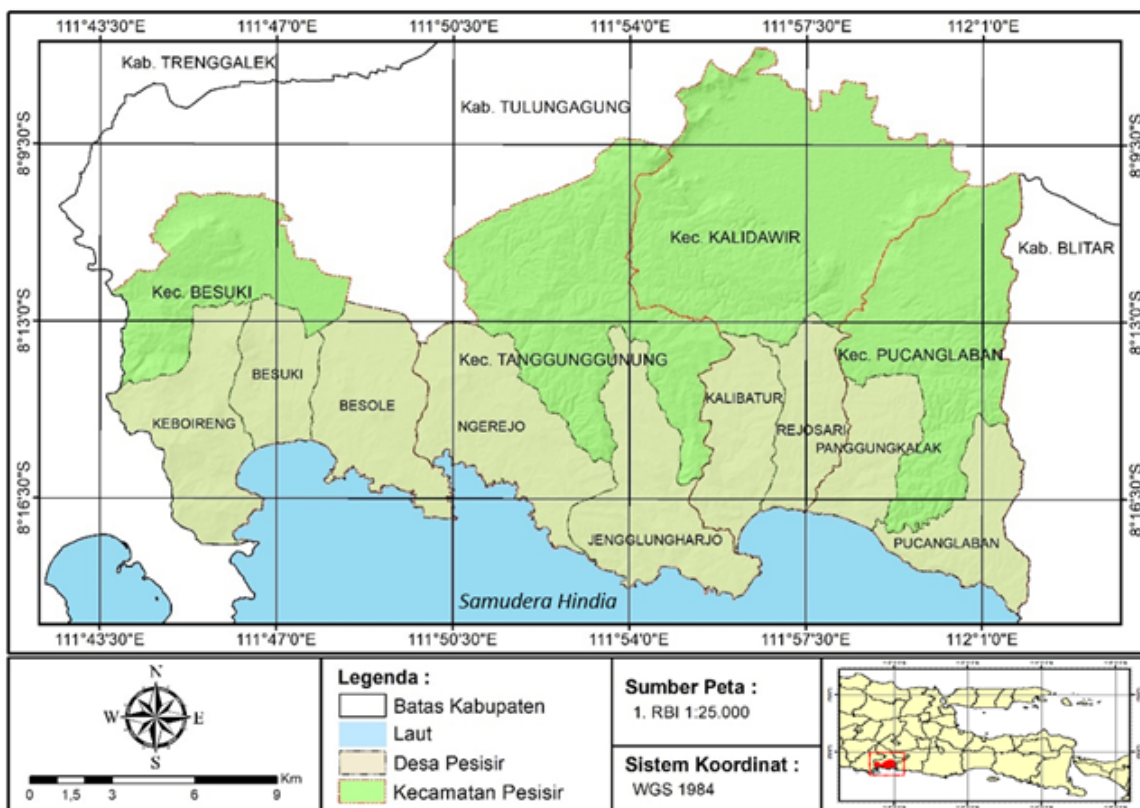 111°43'30"E 111°47'0"E 111°50'30"E 111°54'0"E 111°57'30"E 112°1'0"E
Kab. TRENGGALEK
Kab. TULUNGAGUNG
8°9'30"S 8°9'30"S
Kec. KALIDAWIR
Kab. BLITAR
Kec. BESUKI
8°13'0"S 8°13'0"S
Kec. TANGGUNGGUNUNG Kec. PUCANGLABAN
BESUKI
BESOLE
KALIBATUR
KEBOIRENG
NGEREJO
REJOSARI
PANGGUNGKALAK
8°16'30"S 8°16'30"S
JENGGLUNGHARJO
PUCANGLABAN
Samudera Hindia
111°43'30"E 111°47'0"E 111°50'30"E 111°54'0"E 111°57'30"E 112°1'0"E
N
W E
S
0 1,5 3 6 9 Km
Legenda :
Batas Kabupaten
Laut
Desa Pesisir
Kecamatan Pesisir
Sumber Peta :
1. RBI 1:25.000
Sistem Koordinat :
WGS 1984